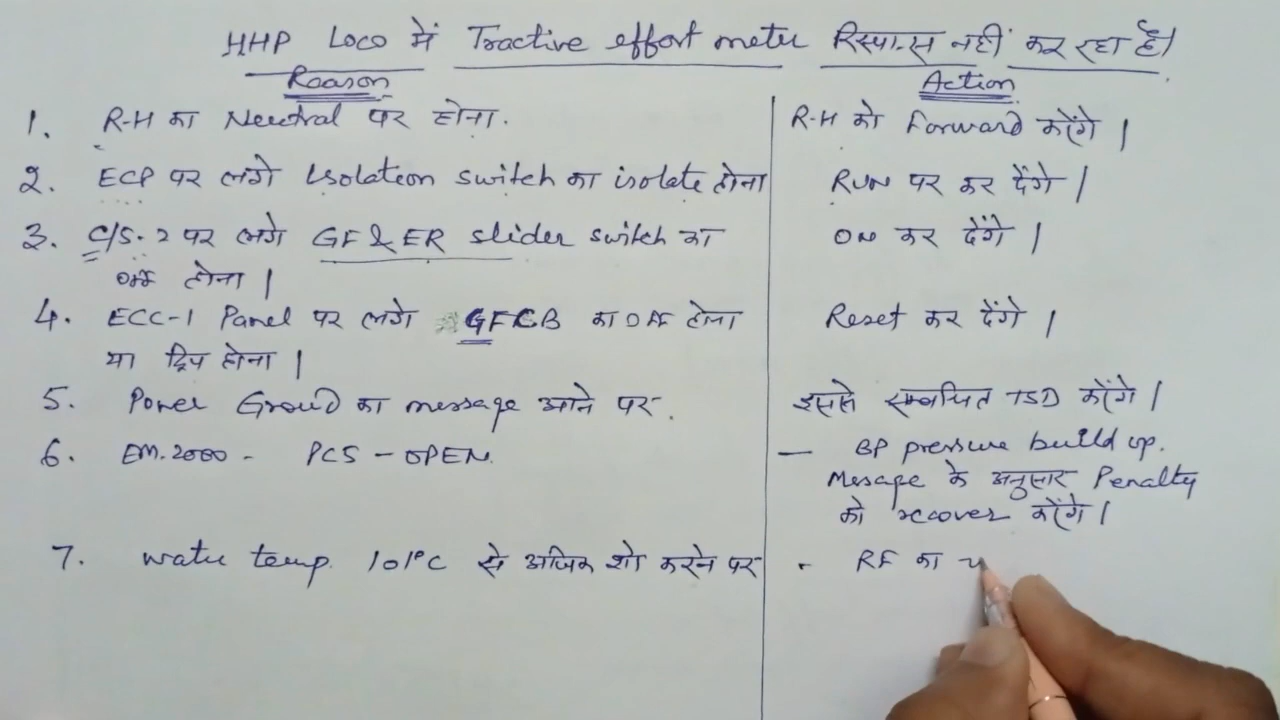 HHP Loco में Tractive effort meter रिस्पान्स नहीं कर रहा है।
Reason Action
1. R-H का Neutral पर होना. R-H को Forward करेंगे |
2. ECP पर लगे Isolation switch का isolate होना RUN पर कर देंगे |
3. C/S-2 पर लगे GF & ER slider switch का ON कर देंगे |
OFF होना |
4. ECC-1 Panel पर लगे GFCB का OFF होना Reset कर देंगे |
या ट्रिप होना |
5. Power Ground का message आने पर. इससे सम्बन्धित TSD करेंगे |
6. EM.2000 - PCS - OPEN. - BP pressure build up.
Message के अनुसार Penalty
को recover करेंगे |
7. water temp. 101°C से अधिक शो करने पर - RF का